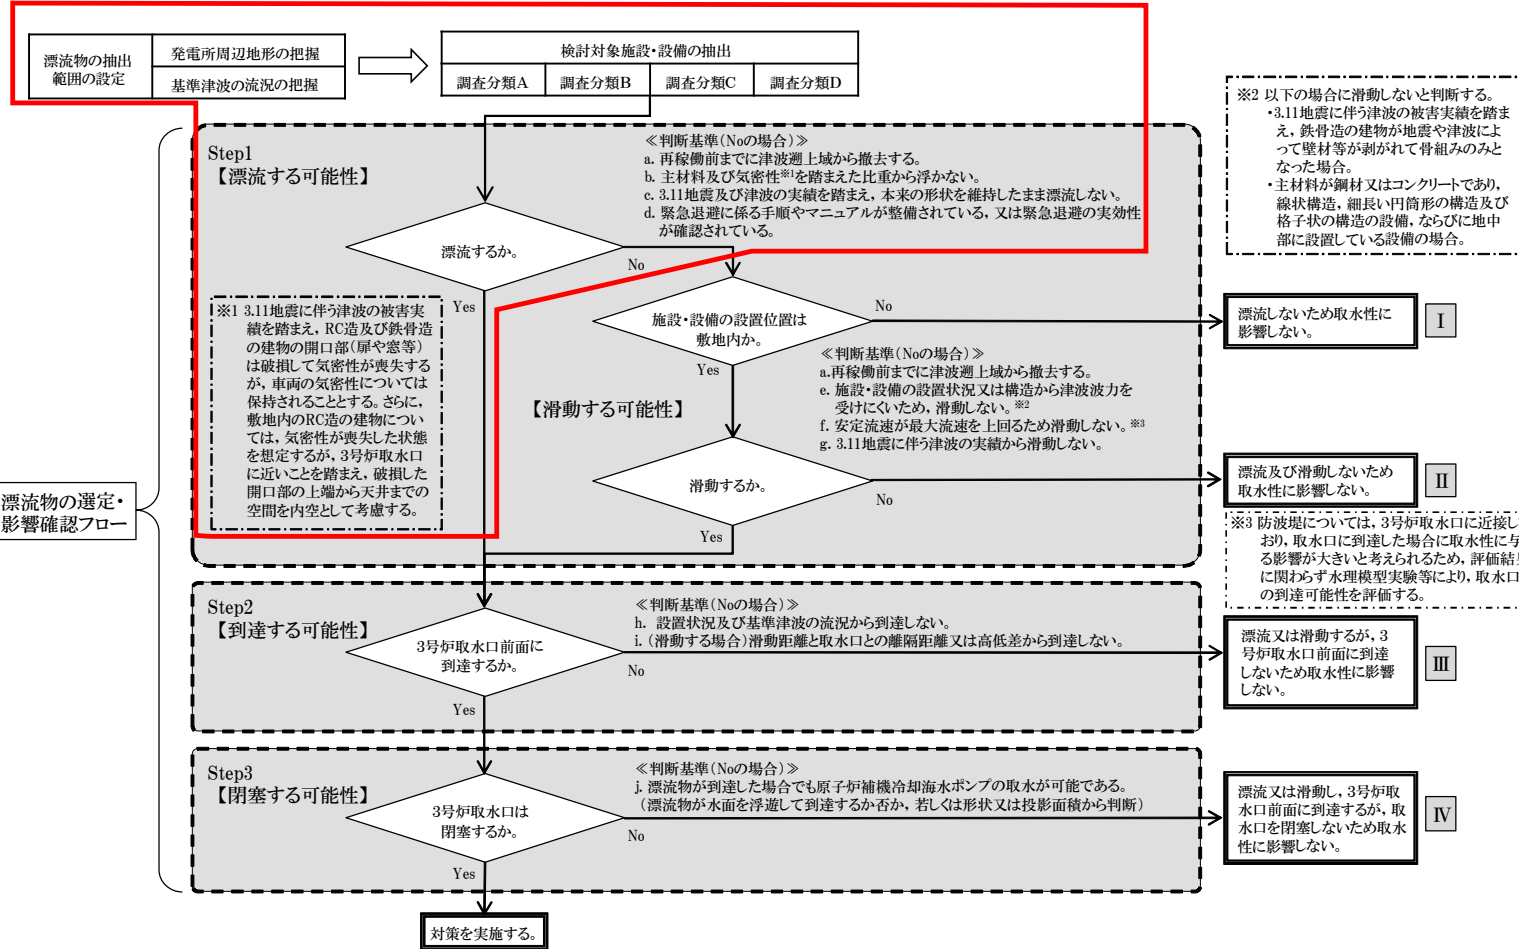 漂流物の抽出
範囲の設定
発電所周辺地形の把握
基準津波の流況の把握
検討対象施設・設備の抽出
調査分類A
調査分類B
調査分類C
調査分類D
※2 以下の場合に滑動しないと判断する。
・3.11地震に伴う津波の被害実績を踏ま
え，鉄骨造の建物が地震や津波によ
って壁材等が剥がれて骨組みのみと
なった場合。
・主材料が鋼材又はコンクリートであり，
線状構造，細長い円筒形の構造及び
格子状の構造の設備，ならびに地中
部に設置している設備の場合。
Step1
【漂流する可能性】
≪判断基準（Noの場合）≫
a. 再稼働前までに津波遡上域から撤去する。
b. 主材料及び気密性※1を踏まえた比重から浮かない。
c. 3.11地震及び津波の実績を踏まえ，本来の形状を維持したまま漂流しない。
d. 緊急退避に係る手順やマニュアルが整備されている，又は緊急退避の実効性
が確認されている。
漂流するか。
No
Yes
※1 3.11地震に伴う津波の被害実
績を踏まえ，RC造及び鉄骨造
の建物の開口部（扉や窓等）
は破損して気密性が喪失する
が，車両の気密性については
保持されることとする。さらに，
敷地内のRC造の建物につい
ては，気密性が喪失した状態
を想定するが，3号炉取水口
に近いことを踏まえ，破損した
開口部の上端から天井までの
空間を内空として考慮する。
施設・設備の設置位置は
敷地内か。
No
Yes
漂流しないため取水性に
影響しない。
Ⅰ
【滑動する可能性】
≪判断基準（Noの場合）≫
a.再稼働前までに津波遡上域から撤去する。
e. 施設・設備の設置状況又は構造から津波波力を
受けにくいため，滑動しない。※2
f. 安定流速が最大流速を上回るため滑動しない。※3
g. 3.11地震に伴う津波の実績から滑動しない。
滑動するか。
No
Yes
漂流及び滑動しないため
取水性に影響しない。
Ⅱ
漂流物の選定・
影響確認フロー
※3 防波堤については，3号炉取水口に近接し
おり，取水口に到達した場合に取水性に与
る影響が大きいと考えられるため，評価結
に関わらず水理模型実験等により，取水口
の到達可能性を評価する。
Step2
【到達する可能性】
≪判断基準（Noの場合）≫
h. 設置状況及び基準津波の流況から到達しない。
i. （滑動する場合）滑動距離と取水口との離隔距離又は高低差から到達しない。
3号炉取水口前面に
到達するか。
No
Yes
漂流又は滑動するが，3
号炉取水口前面に到達
しないため取水性に影響
しない。
Ⅲ
Step3
【閉塞する可能性】
≪判断基準（Noの場合）≫
j. 漂流物が到達した場合でも原子炉補機冷却海水ポンプの取水が可能である。
（漂流物が水面を浮遊して到達するか否か，若しくは形状又は投影面積から判断）
3号炉取水口は
閉塞するか。
No
Yes
漂流又は滑動し，3号炉取
水口前面に到達するが，取
水口を閉塞しないため取水
性に影響しない。
Ⅳ
対策を実施する。